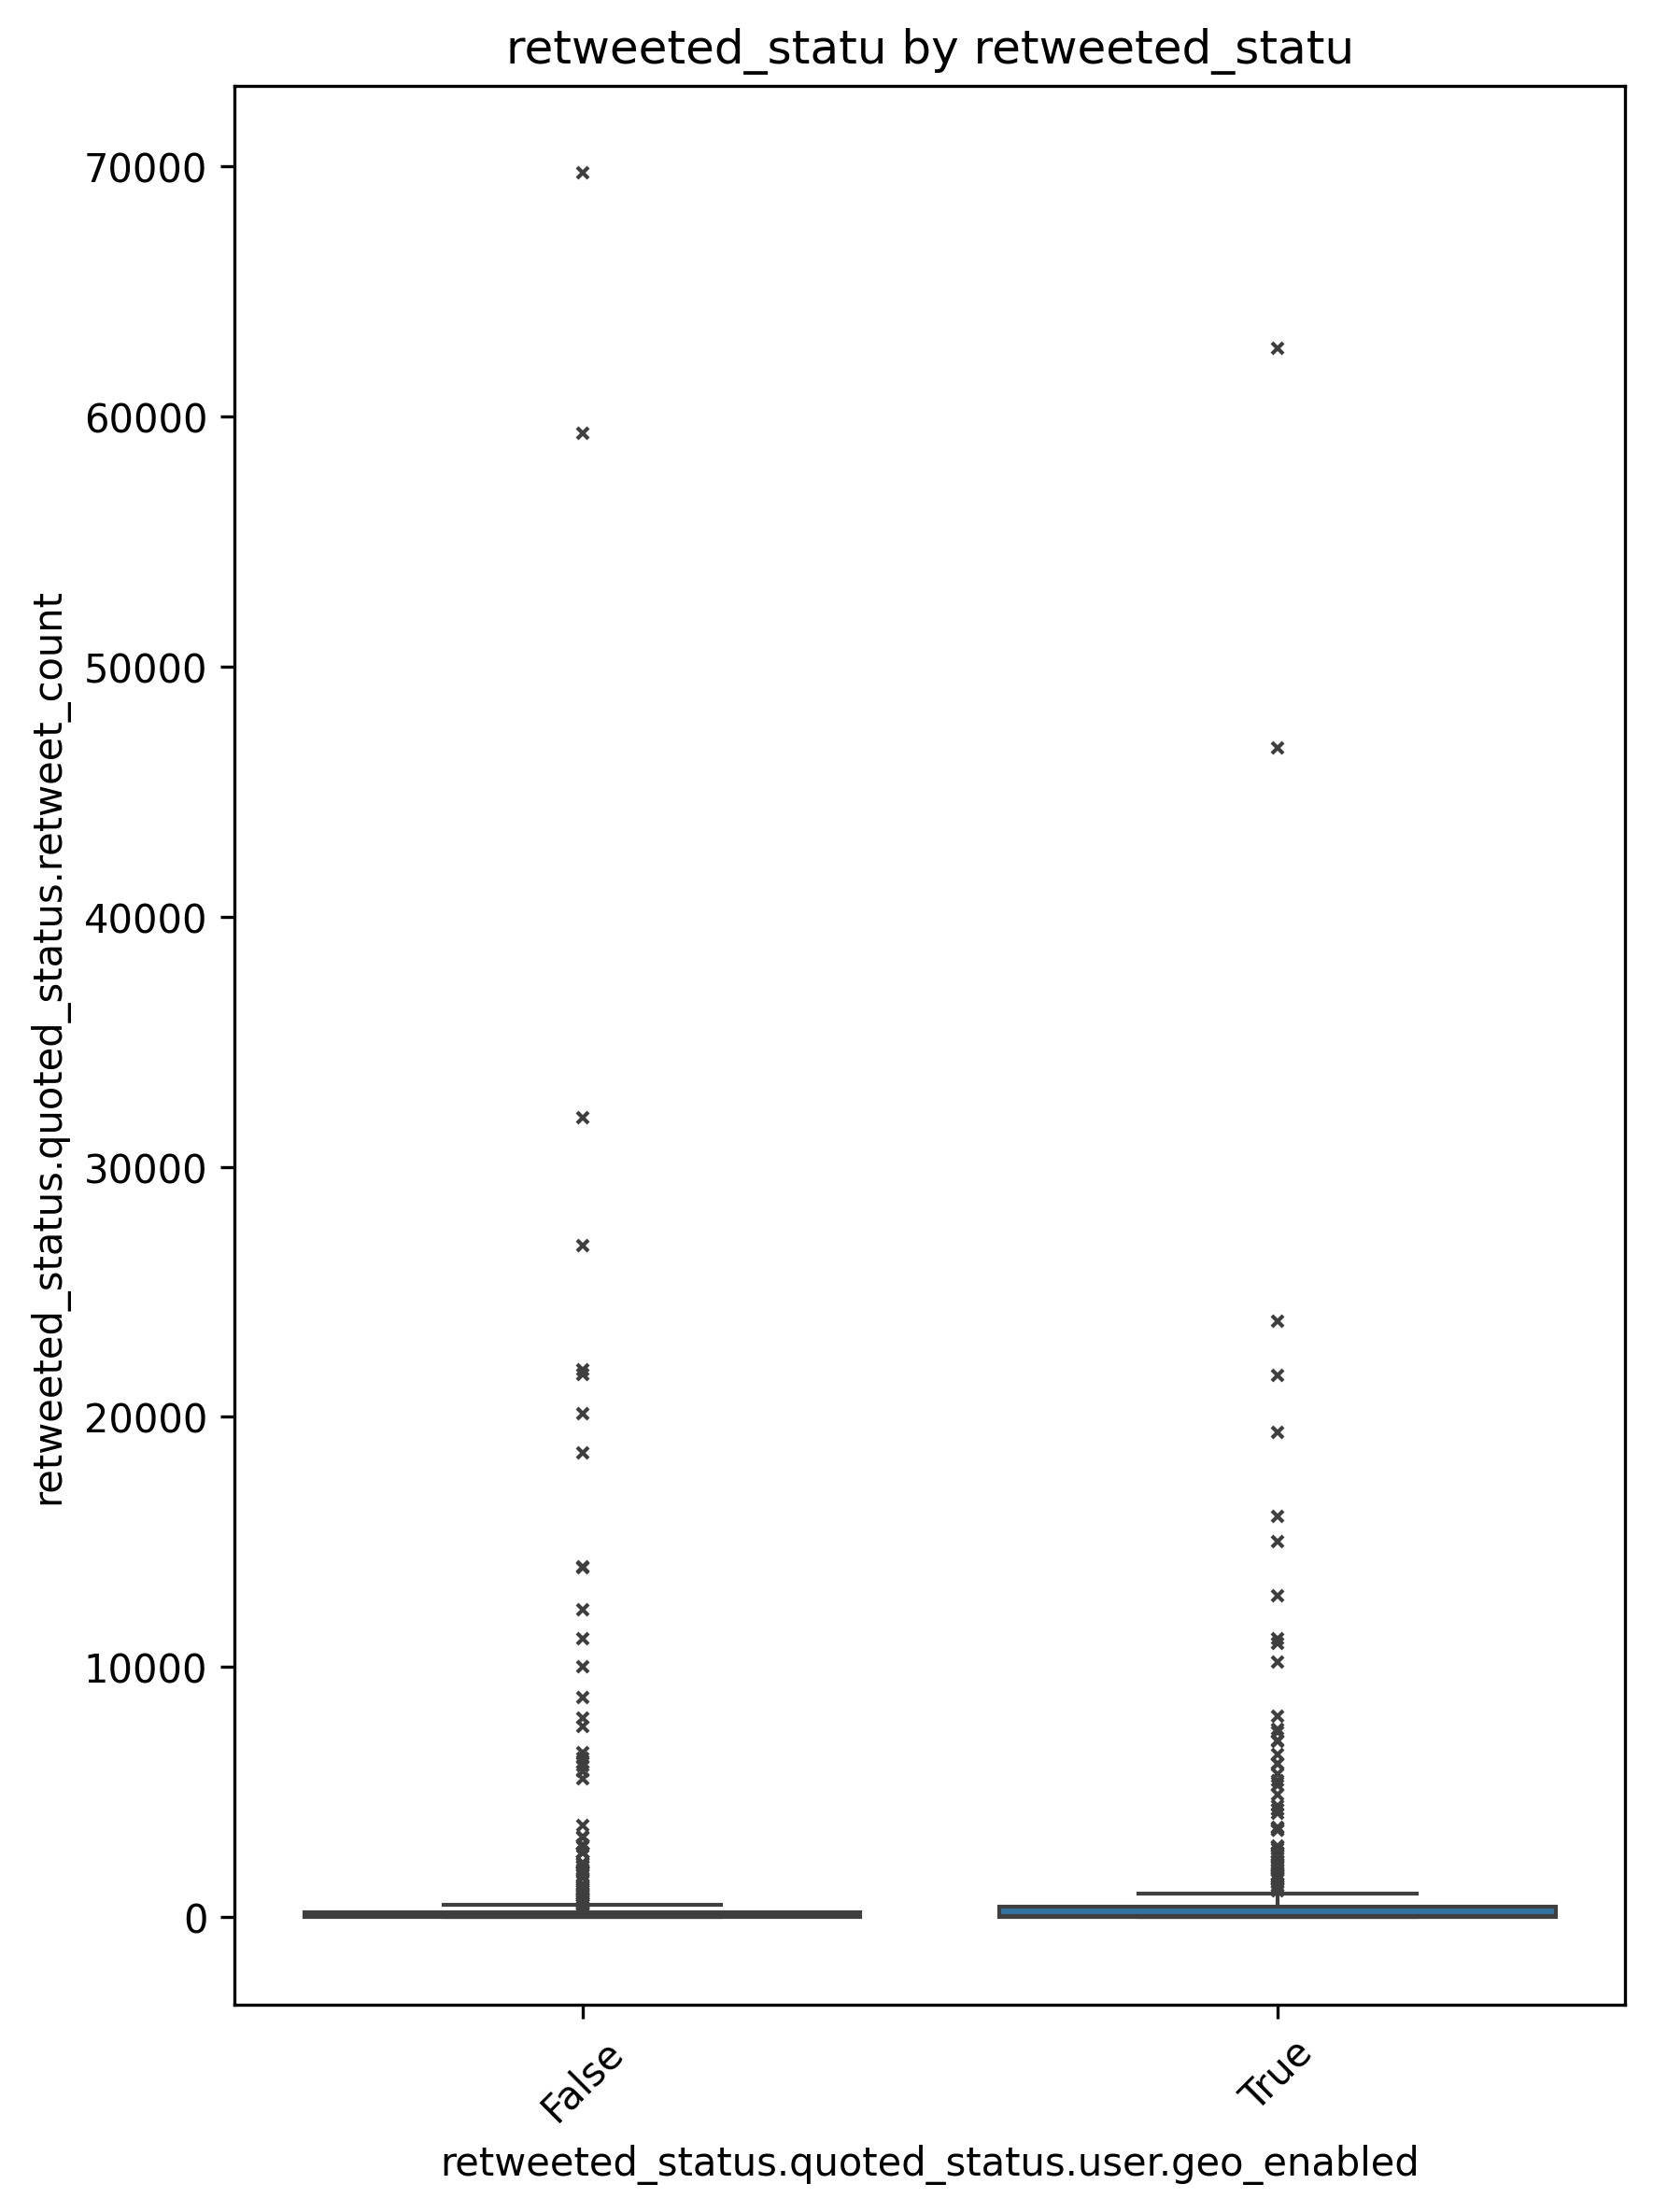 retweeted_statu by retweeted_statu
retweeted_status.quoted_status.retweet_count
70000
60000
50000
40000
30000
20000
10000
0
False
True
retweeted_status.quoted_status.user.geo_enabled